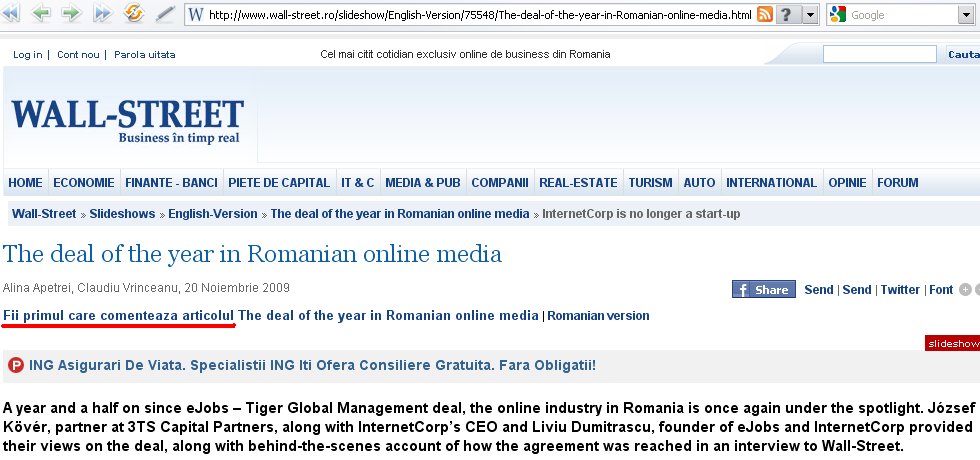 http://www.wall-street.ro/slideshow/English-Version/75548/The-deal-of-the-year-in-Romanian-online-media.html ? Google
Log in | Cont nou | Parola uitata Cel mai citit cotidian exclusiv online de business din Romania Cauta
WALL-STREET
Business în timp real
HOME ECONOMIE FINANTE - BANCI PIETE DE CAPITAL IT & C MEDIA & PUB COMPANII REAL-ESTATE TURISM AUTO INTERNATIONAL OPINIE FORUM
Wall-Street » Slideshows » English-Version » The deal of the year in Romanian online media » InternetCorp is no longer a start-up
The deal of the year in Romanian online media
Alina Apetrei, Claudiu Vrinceanu, 20 Noiembrie 2009
f Share Send | Send | Twitter | Font
Fii primul care comenteaza articolul The deal of the year in Romanian online media | Romanian version
slideshow
P ING Asigurari De Viata. Specialistii ING Iti Ofera Consiliere Gratuita. Fara Obligatii!
A year and a half on since eJobs – Tiger Global Management deal, the online industry in Romania is once again under the spotlight. József
Kövér, partner at 3TS Capital Partners, along with InternetCorp's CEO and Liviu Dumitrascu, founder of eJobs and InternetCorp provided
their views on the deal, along with behind-the-scenes account of how the agreement was reached in an interview to Wall-Street.